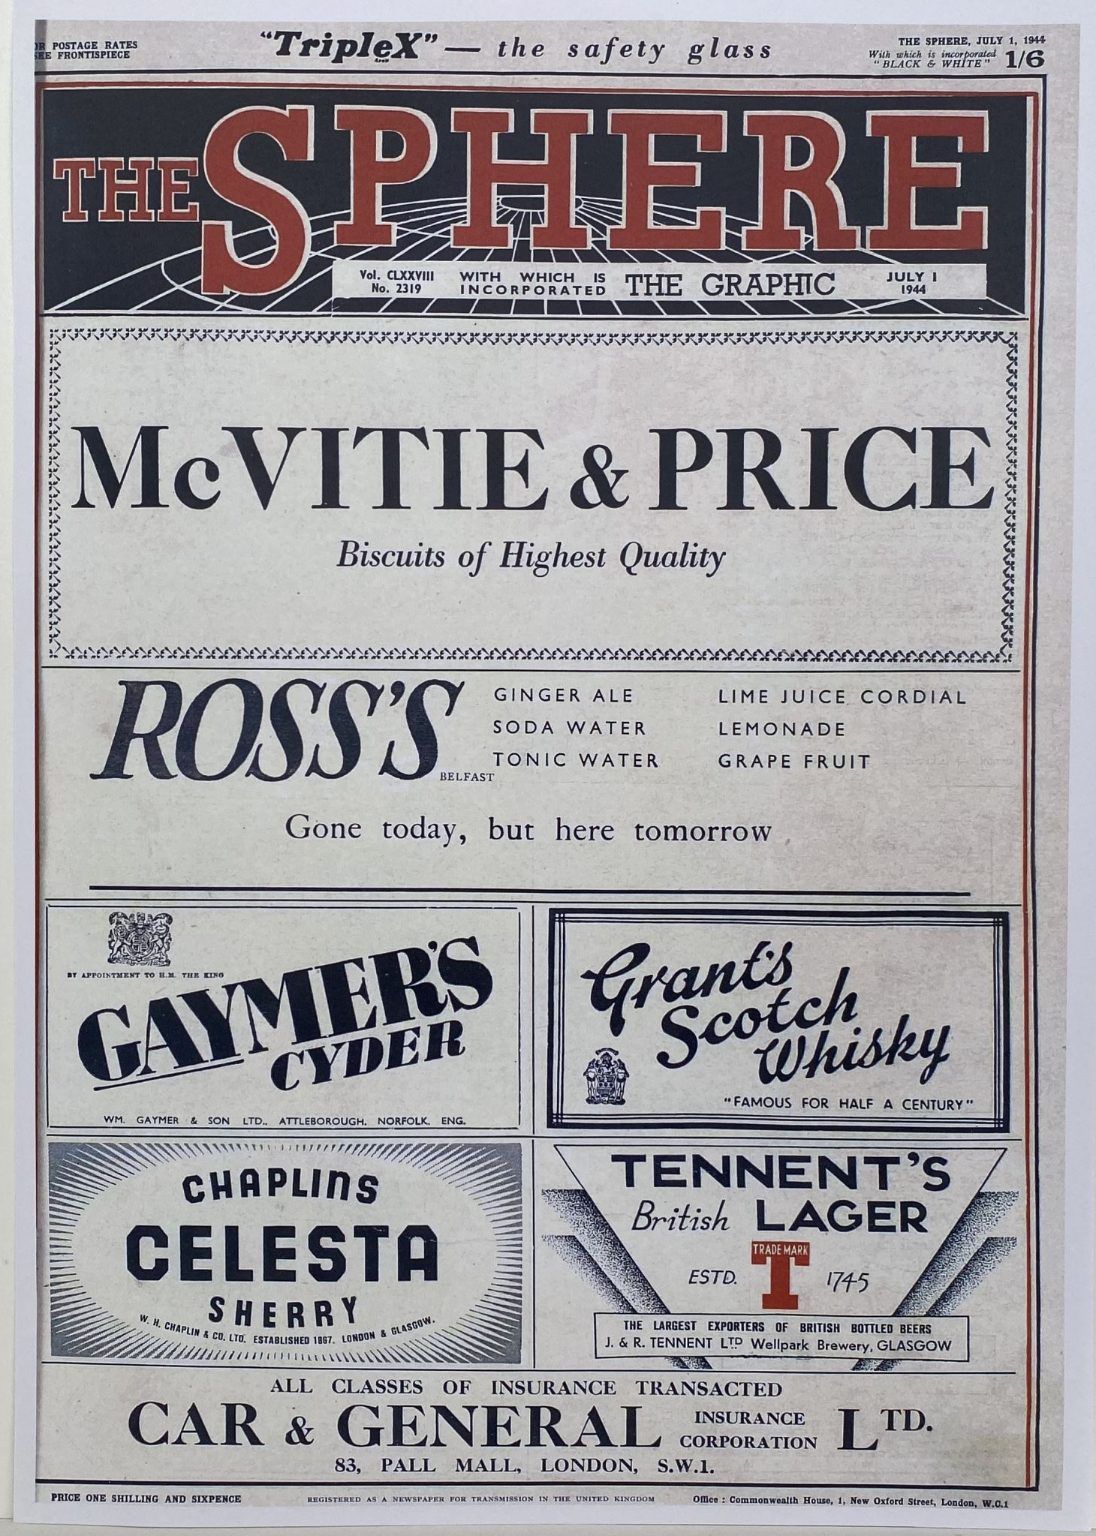 OR POSTAGE RATES
SEE FRONTISPIECE
"TripleX" — the safety glass
THE SPHERE, JULY 1, 1944
With which is incorporated
"BLACK & WHITE"
1/6
THE SPHERE
Vol. CLXXVIII
No. 2319
WITH WHICH IS
INCORPORATED
THE GRAPHIC
JULY 1
1944
McVITIE & PRICE
Biscuits of Highest Quality
ROSS'S
BELFAST
GINGER ALE
SODA WATER
TONIC WATER
LIME JUICE CORDIAL
LEMONADE
GRAPE FRUIT
Gone today, but here tomorrow
BY APPOINTMENT TO H.M. THE KING
GAYMER'S
CYDER
WM. GAYMER & SON LTD., ATTLEBOROUGH, NORFOLK, ENG.
Grant's
Scotch
Whisky
"FAMOUS FOR HALF A CENTURY"
CHAPLINS
CELESTA
SHERRY
W. H. CHAPLIN & CO. LTD. ESTABLISHED 1867. LONDON & GLASGOW.
TENNENT'S
British LAGER
TRADE MARK
ESTD. T 1745
THE LARGEST EXPORTERS OF BRITISH BOTTLED BEERS
J. & R. TENNENT LTD Wellpark Brewery, GLASGOW
ALL CLASSES OF INSURANCE TRANSACTED
CAR & GENERAL INSURANCE CORPORATION LTD.
83, PALL MALL, LONDON, S.W.1.
PRICE ONE SHILLING AND SIXPENCE
REGISTERED AS A NEWSPAPER FOR TRANSMISSION IN THE UNITED KINGDOM
Office : Commonwealth House, 1, New Oxford Street, London, W.C.1